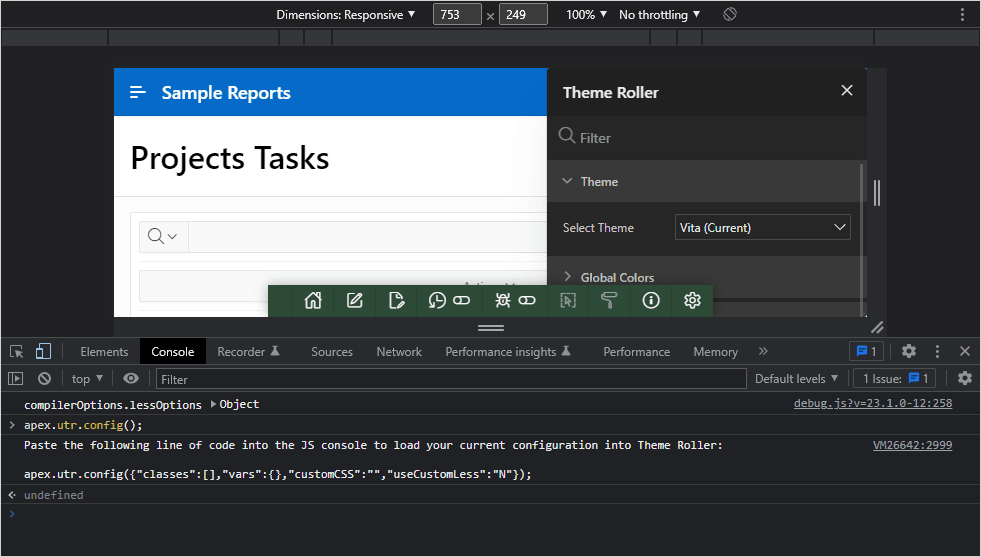 Dimensions: Responsive 753 × 249 100% No throttling
Sample Reports
Theme Roller
Projects Tasks
Filter
Theme
Select Theme Vita (Current)
Global Colors
Elements Console Recorder Sources Network Performance insights Performance Memory » 1
top Filter Default levels 1 Issue: 1
compilerOptions.lessOptions Object debug.js?v=23.1.0-12:258
> apex.utr.config();
Paste the following line of code into the JS console to load your current configuration into Theme Roller: VM26642:2999
apex.utr.config({"classes":[],"vars":{},"customCSS":"","useCustomLess":"N"});
undefined
>